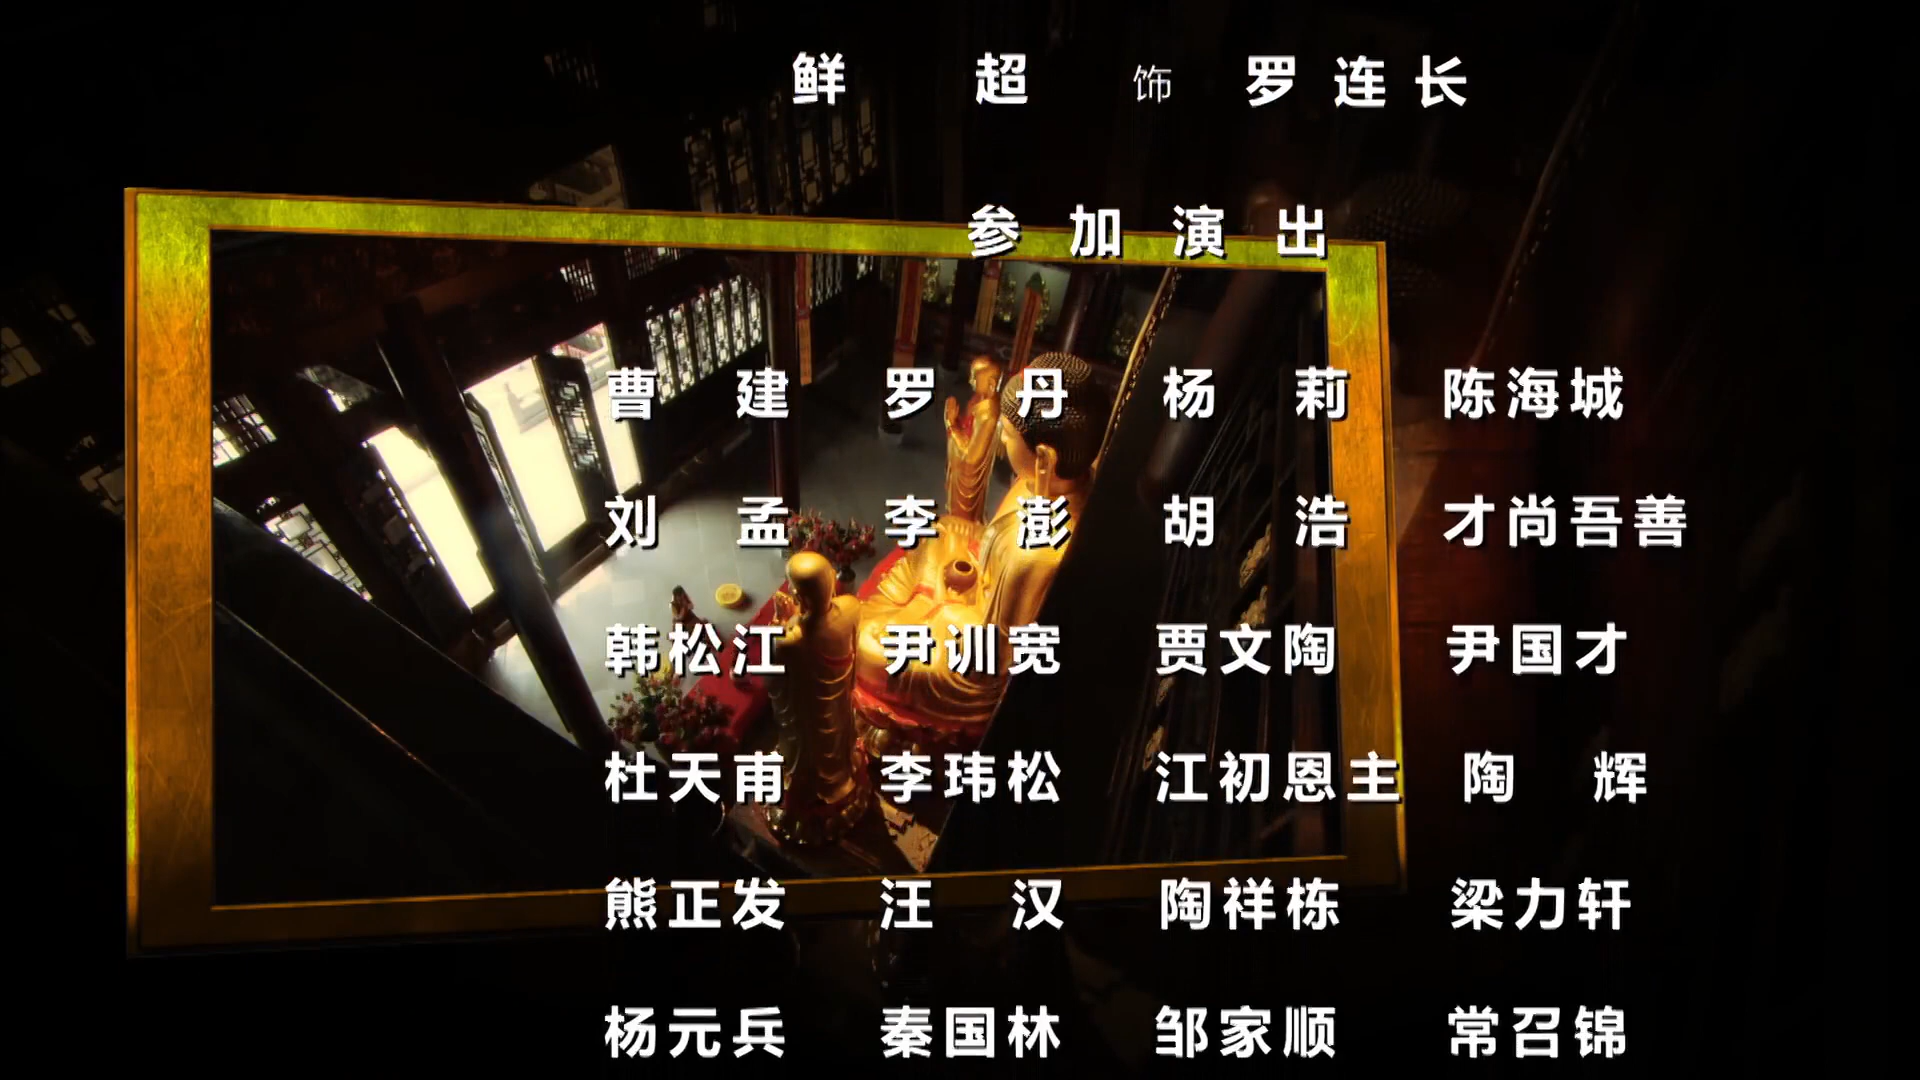 鲜 超 饰 罗连长
参加演出
曹 建 罗 丹 杨 莉 陈海城
刘 孟 李 澎 胡 浩 才尚吾善
韩松江 尹训宽 贾文陶 尹国才
杜天甫 李玮松 江初恩主 陶 辉
熊正发 汪 汉 陶祥栋 梁力轩
杨元兵 秦国林 邹家顺 常召锦